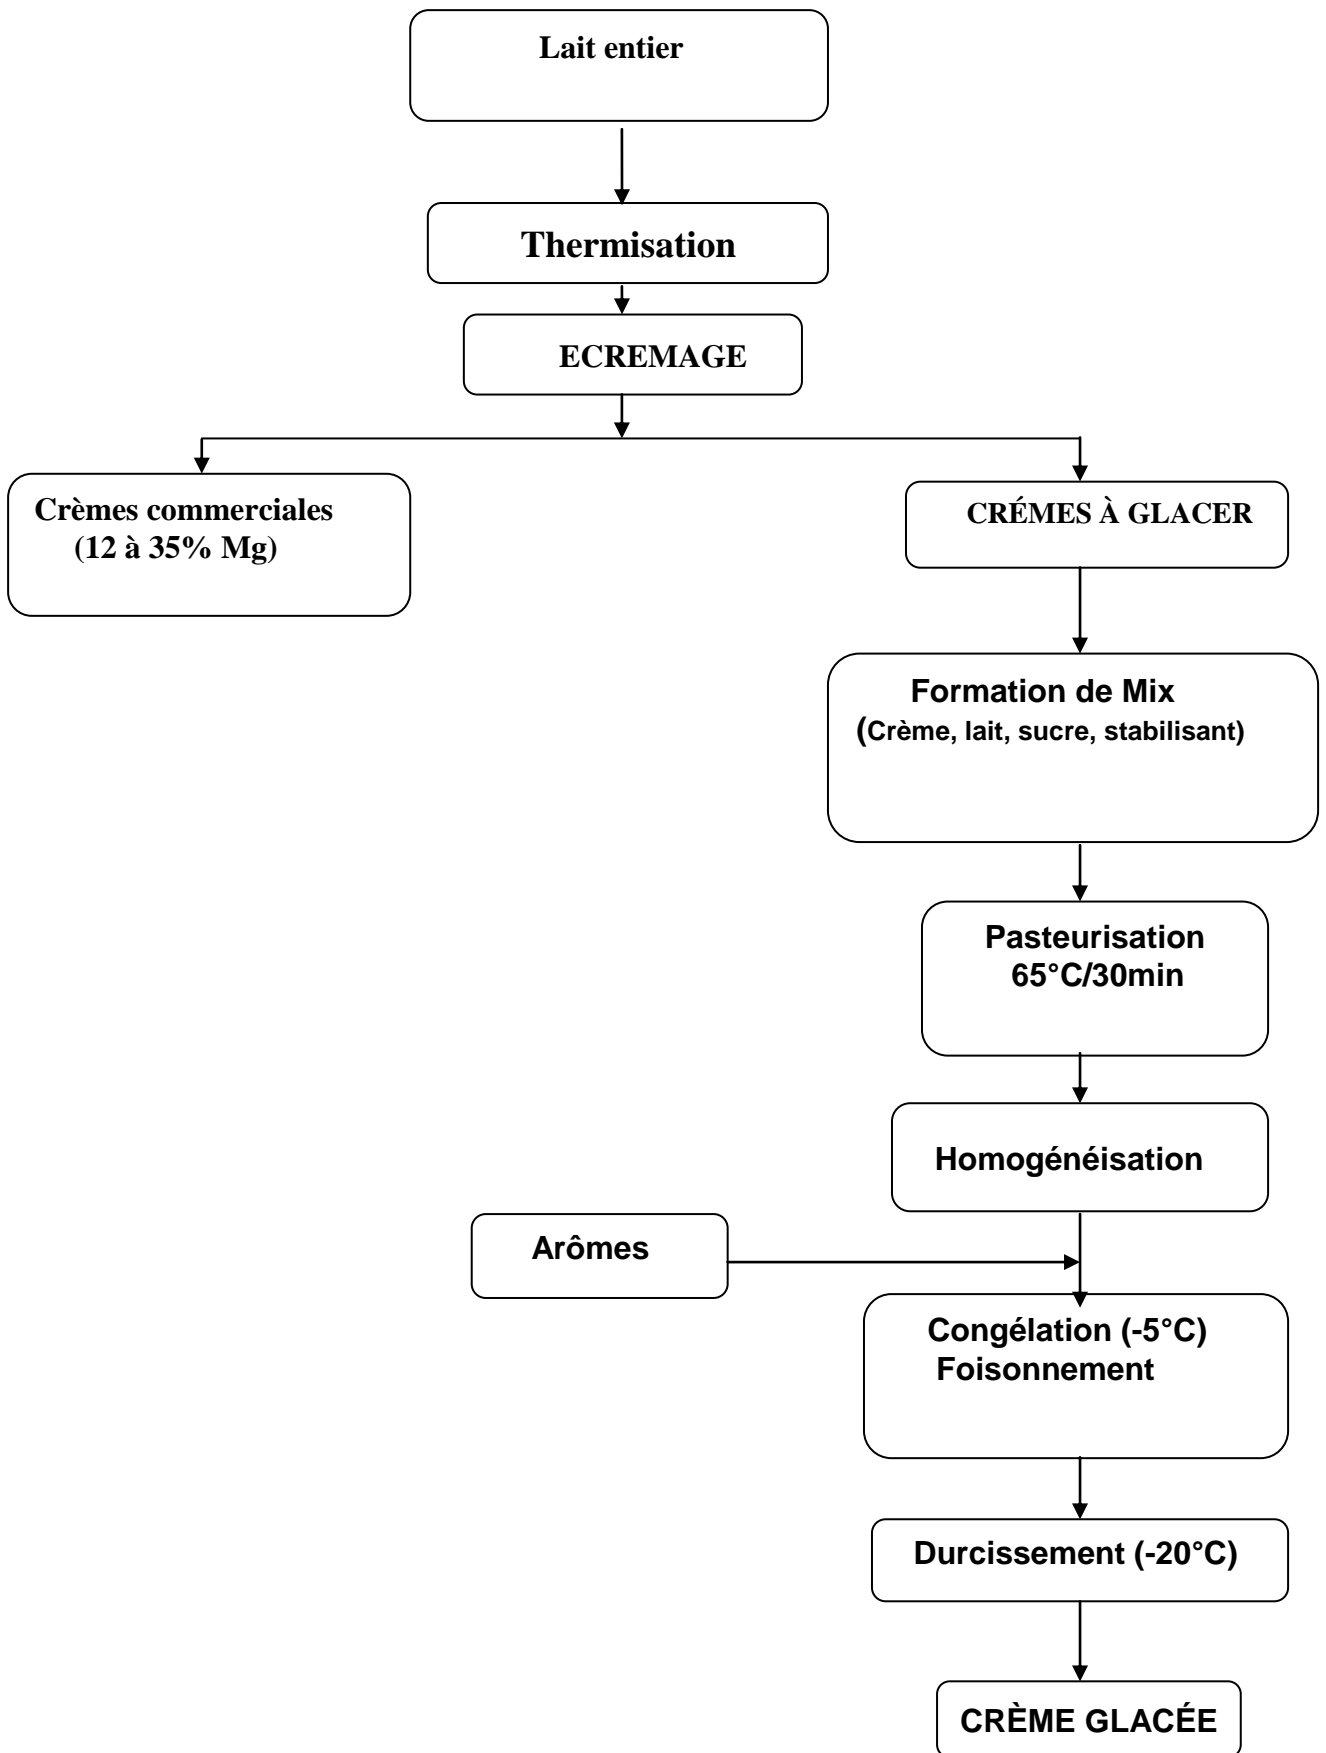 Lait entier
Thermisation
ECREMAGE
Crèmes commerciales
(12 à 35% Mg)
CRÉMES À GLACER
Formation de Mix
(Crème, lait, sucre, stabilisant)
Pasteurisation
65°C/30min
Homogénéisation
Arômes
Congélation (-5°C)
Foisonnement
Durcissement (-20°C)
CRÈME GLACÉE